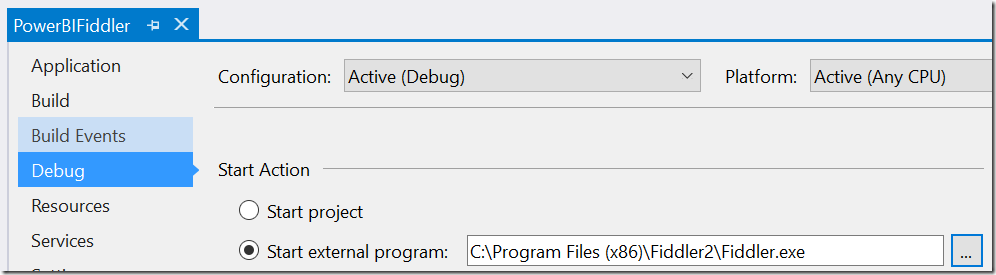 PowerBIFiddler
Application
Build
Build Events
Debug
Resources
Services
Configuration: Active (Debug) Platform: Active (Any CPU)
Start Action
Start project
Start external program: C:\Program Files (x86)\Fiddler2\Fiddler.exe ...